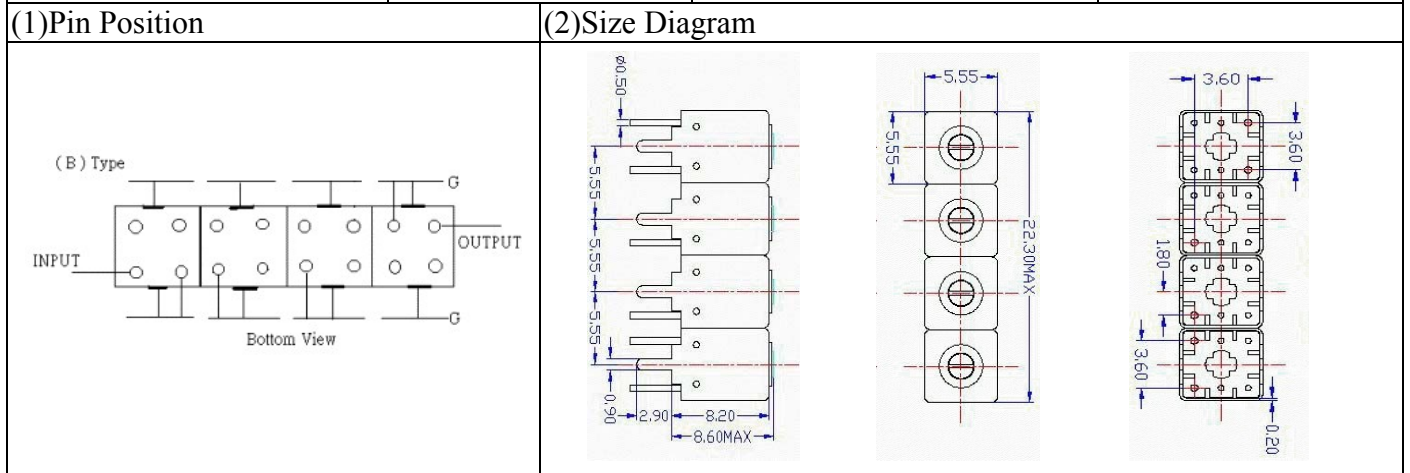 (1)Pin Position
(2)Size Diagram
(B) Type
G
INPUT
OUTPUT
G
Bottom View
ø0.50
5.55
5.55
5.55
0.90
2.90
8.20
8.60MAX
5.55
5.55
22.30MAX
3.60
3.60
1.80
3.60
0.20